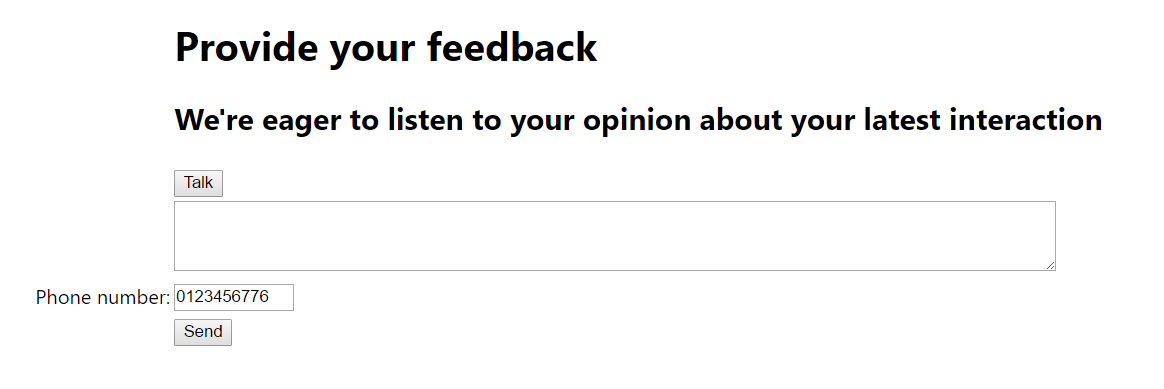 Provide your feedback
We're eager to listen to your opinion about your latest interaction
Talk
Phone number: 0123456776
Send